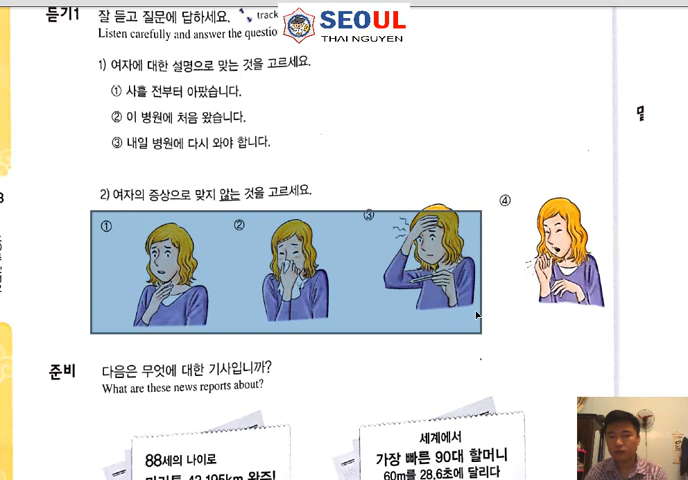 듣기1 잘 듣고 질문에 답하세요. track
Listen carefully and answer the questio
SEOUL
THAI NGUYEN
1) 여자에 대한 설명으로 맞는 것을 고르세요.
① 사흘 전부터 아팠습니다.
② 이 병원에 처음 왔습니다.
③ 내일 병원에 다시 와야 합니다.
2) 여자의 증상으로 맞지 않는 것을 고르세요.
① ② ③ ④
준비 다음은 무엇에 대한 기사입니까?
What are these news reports about?
88세의 나이로
42.195km 완주!
세계에서
가장 빠른 90대 할머니
60m를 28.6초에 달리다